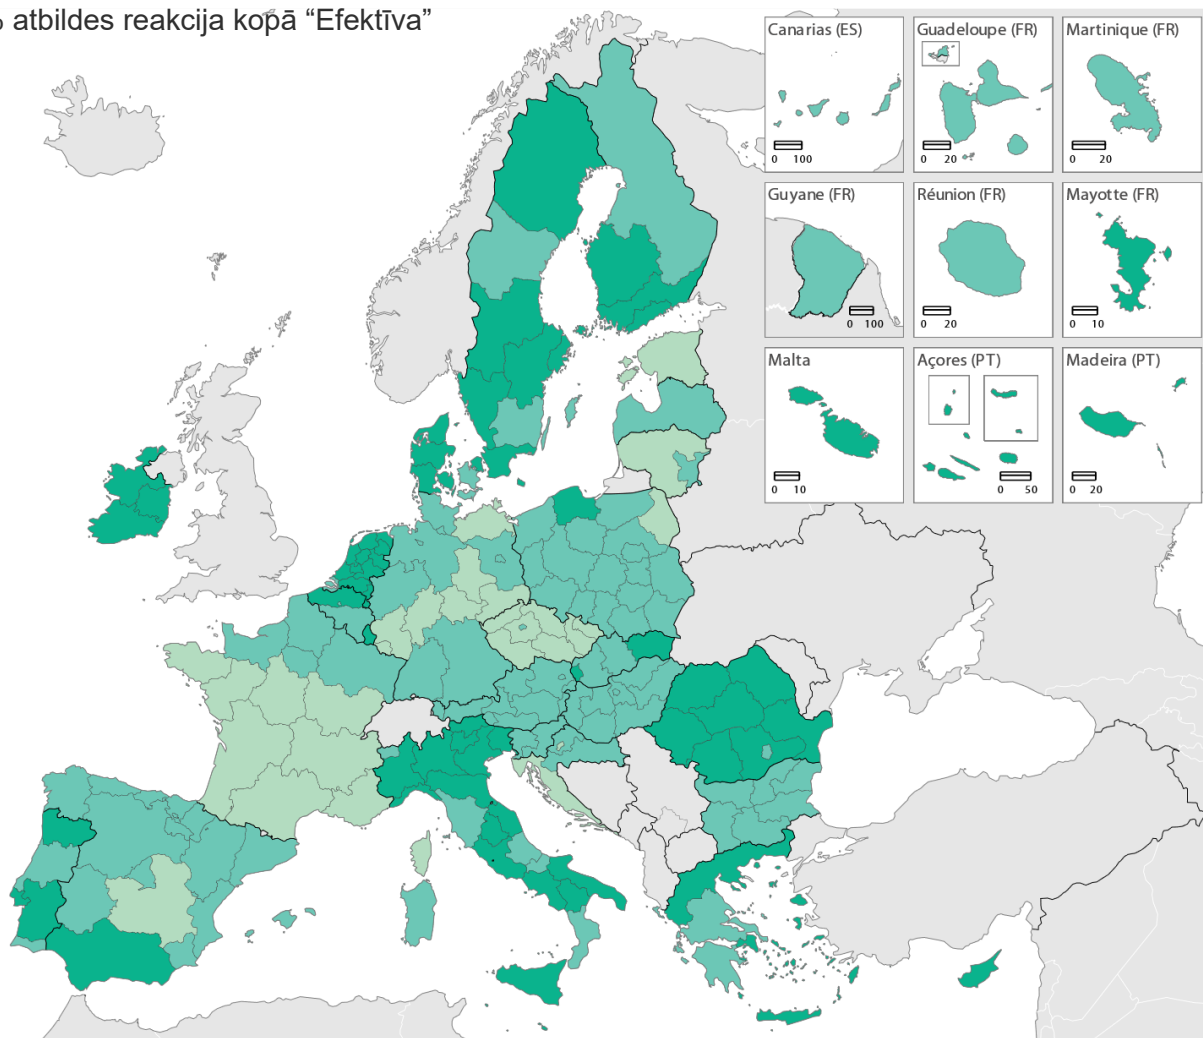 % atbildes reakcija kopā “Efektīva”
Canarias (ES)
0 100
Guadeloupe (FR)
0 20
Martinique (FR)
0 20
Guyane (FR)
0 100
Réunion (FR)
0 20
Mayotte (FR)
0 10
Malta
0 10
Açores (PT)
0 50
Madeira (PT)
0 20